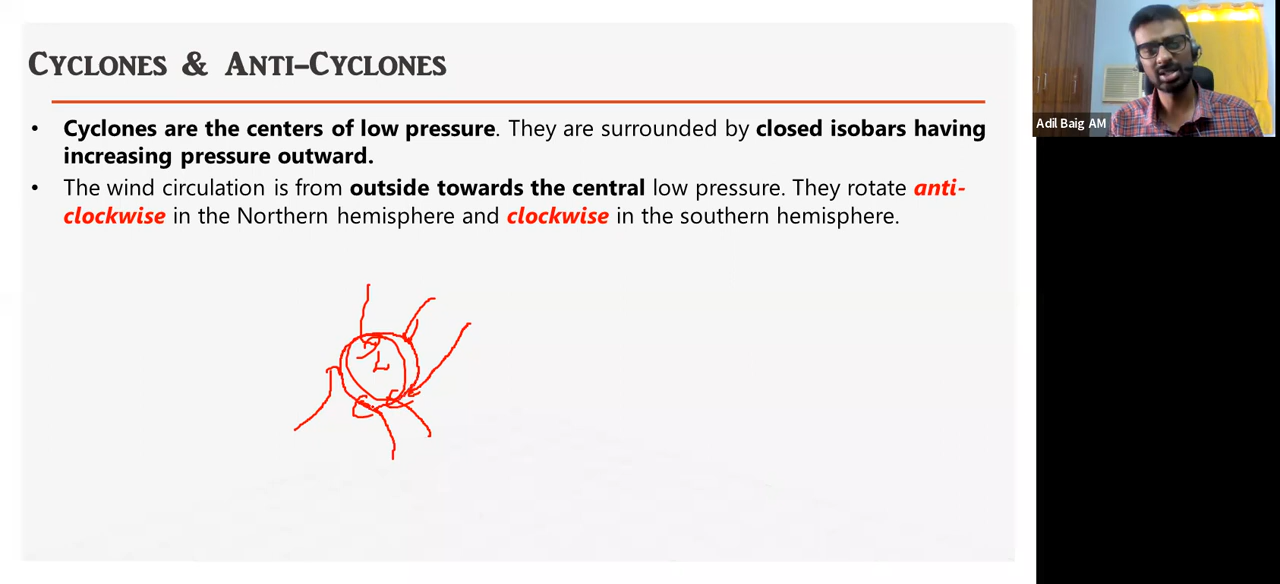 CYCLONES & ANTI-CYCLONES
• Cyclones are the centers of low pressure. They are surrounded by closed isobars having
increasing pressure outward.
• The wind circulation is from outside towards the central low pressure. They rotate anti-
clockwise in the Northern hemisphere and clockwise in the southern hemisphere.
L
Adil Baig AM